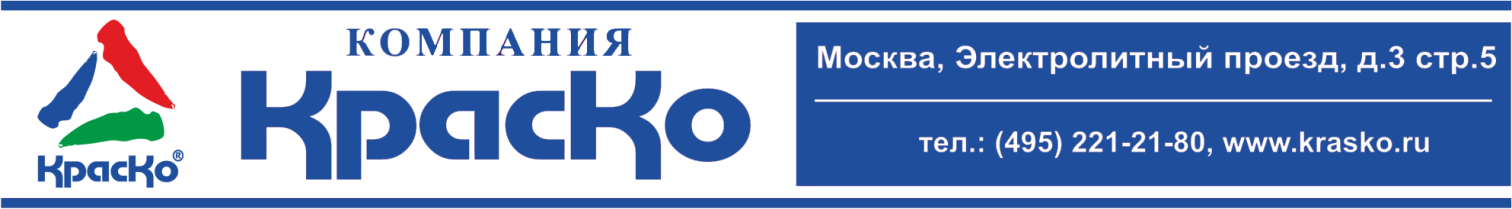 КрасКо®
КОМПАНИЯ
КрасКо
Москва, Электролитный проезд, д.3 стр.5
тел.: (495) 221-21-80, www.krasko.ru